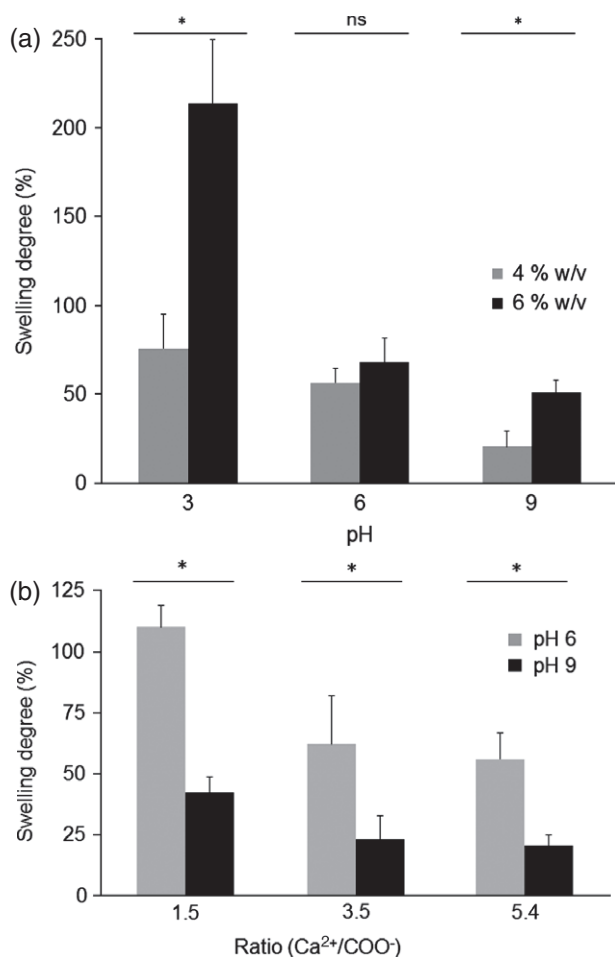 (a)
*
ns
*
250
200
150
100
50
0
Swelling degree (%)
4 % w/v
6 % w/v
3
6
9
pH
(b)
*
*
*
125
100
75
50
25
0
Swelling degree (%)
pH 6
pH 9
1.5
3.5
5.4
Ratio (Ca²⁺/COO⁻)